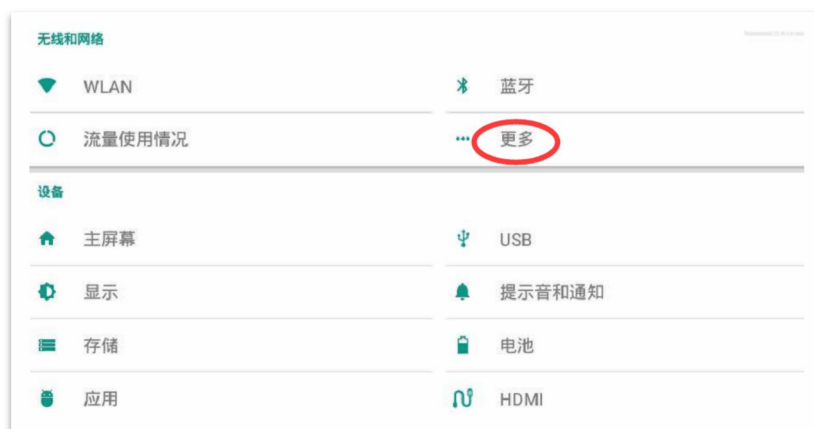 无线和网络
WLAN
蓝牙
流量使用情况
更多
设备
主屏幕
USB
显示
提示音和通知
存储
电池
应用
HDMI